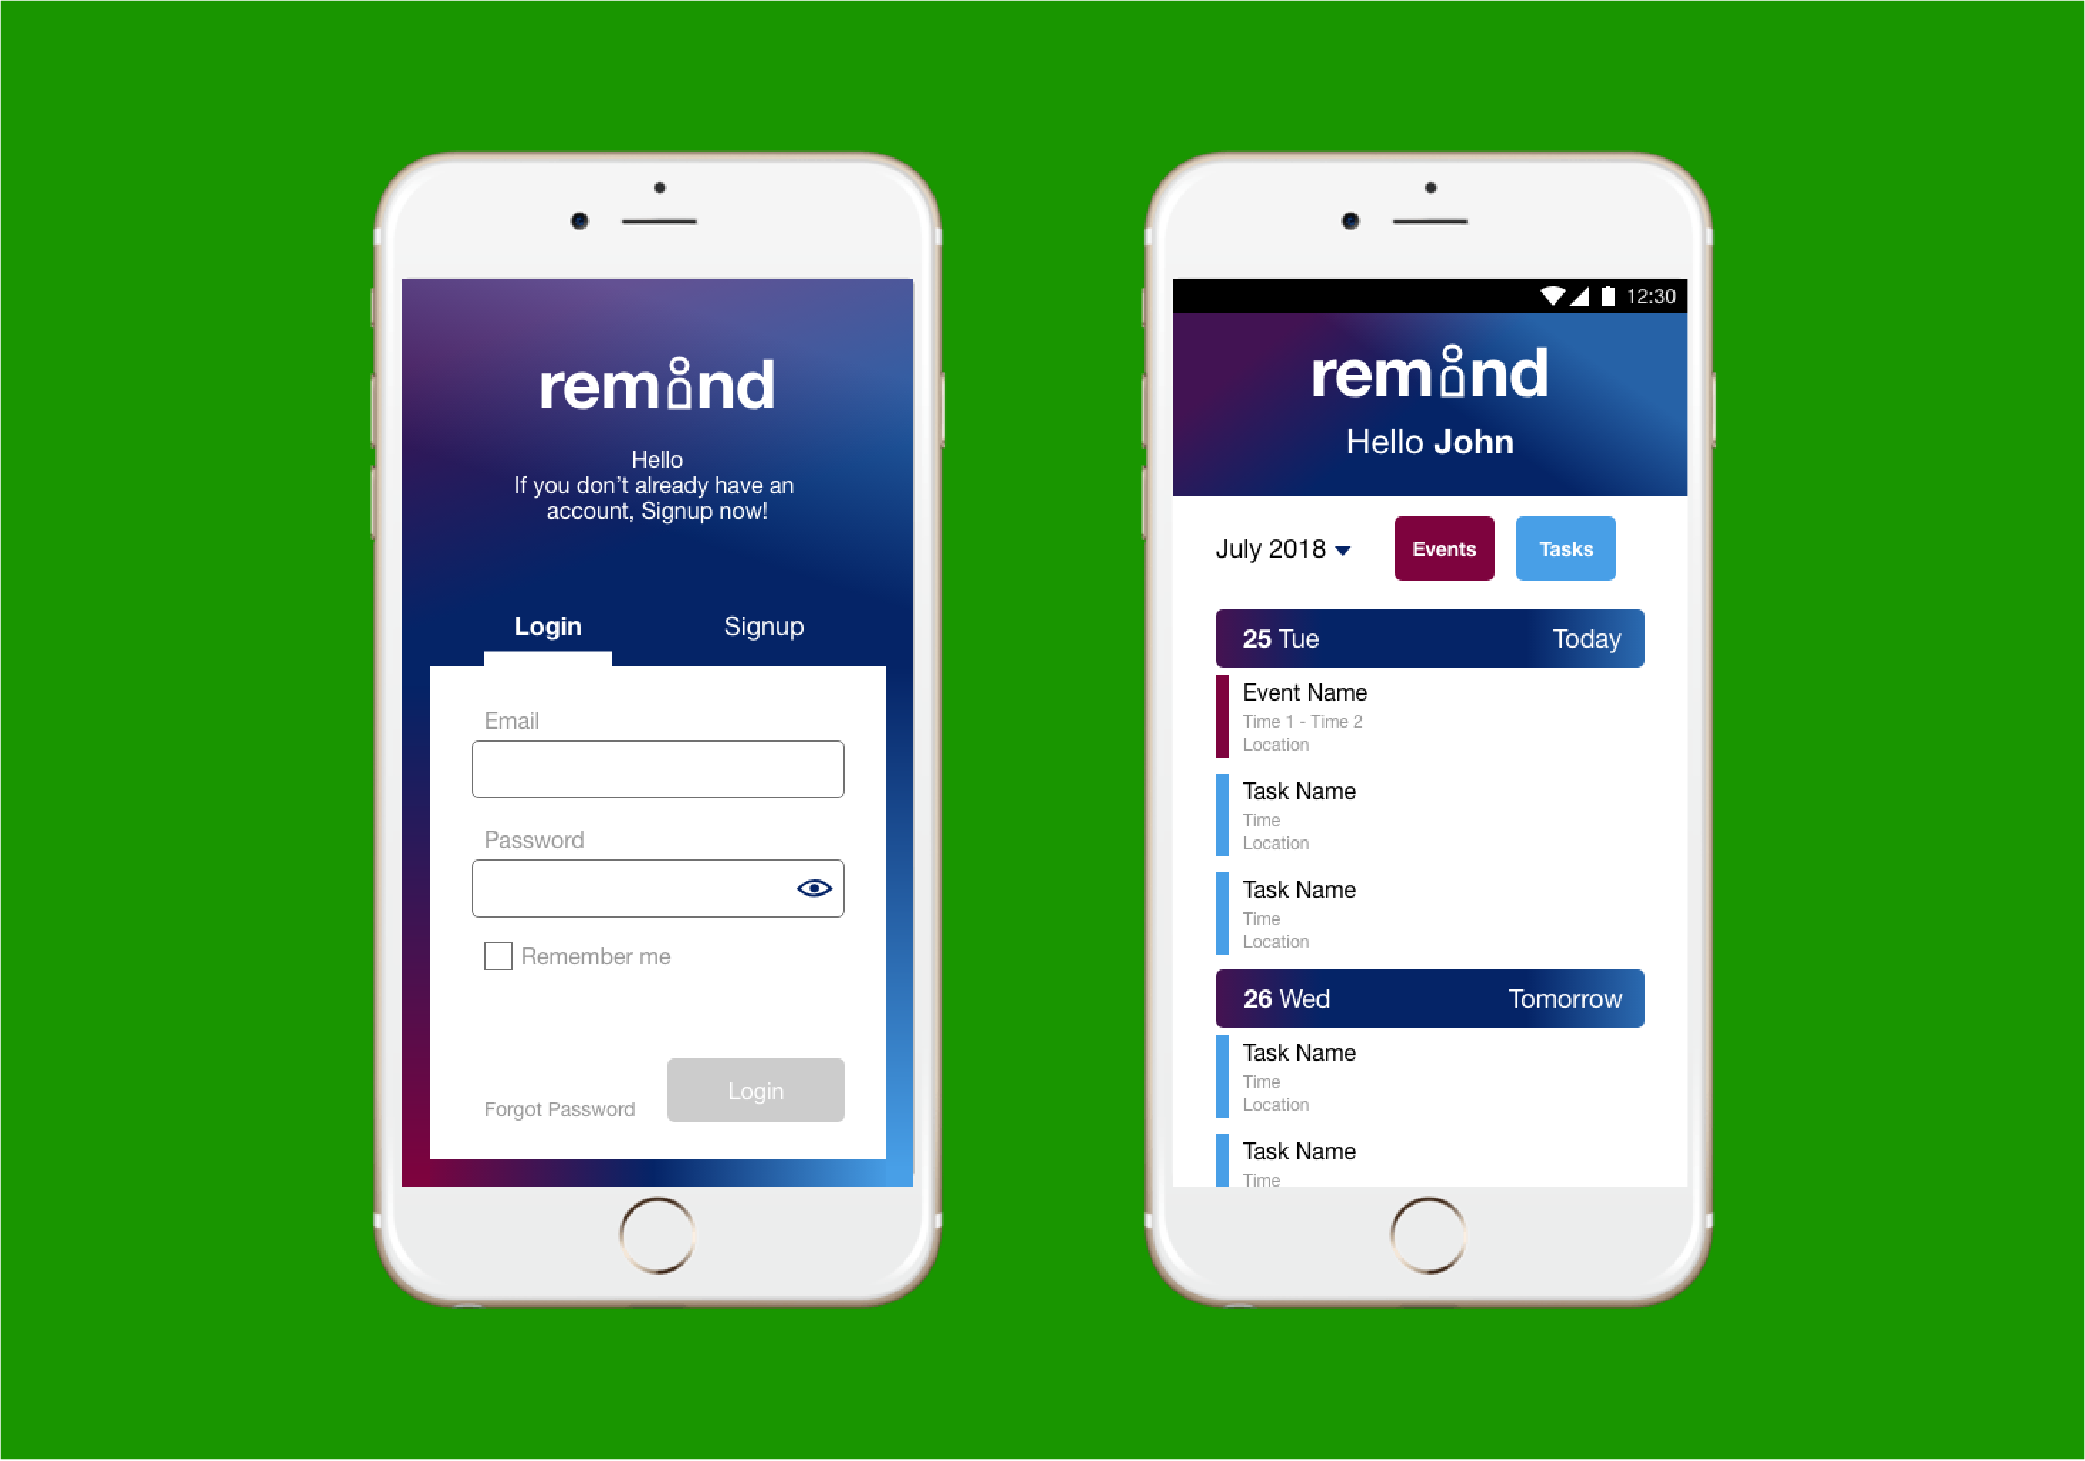 remind
Hello
If you don't already have an
account, Signup now!
Login Signup
Email
Password
Remember me
Forgot Password Login
12:30
remind
Hello John
July 2018 Events Tasks
25 Tue Today
Event Name
Time 1 - Time 2
Location
Task Name
Time
Location
Task Name
Time
Location
26 Wed Tomorrow
Task Name
Time
Location
Task Name
Time